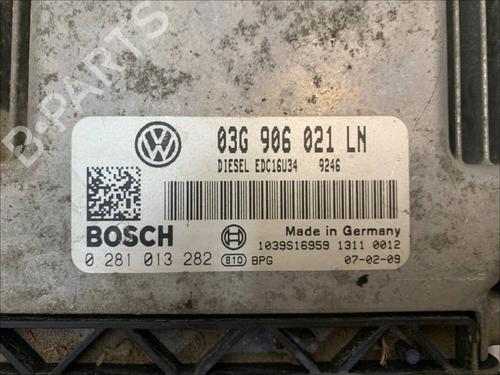 B-PARTS
03G 906 021 LN
DIESEL EDC16U34 9246
BOSCH
Made in Germany
1039S16959 1311 0012
0 281 013 282 810 BPG 07-02-09